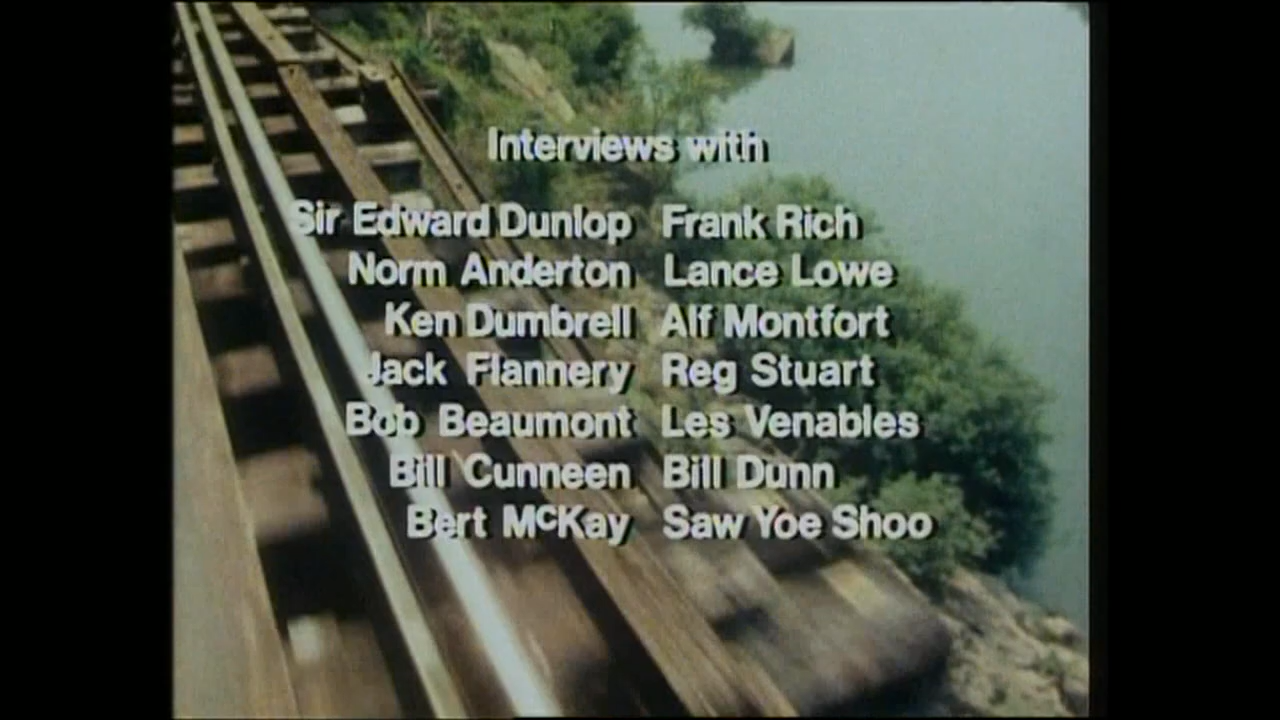 Interviews with
Sir Edward Dunlop Frank Rich
Norm Anderton Lance Lowe
Ken Dumbrell Alf Montfort
Jack Flannery Reg Stuart
Bob Beaumont Les Venables
Bill Cunneen Bill Dunn
Bert McKay Saw Yoe Shoo